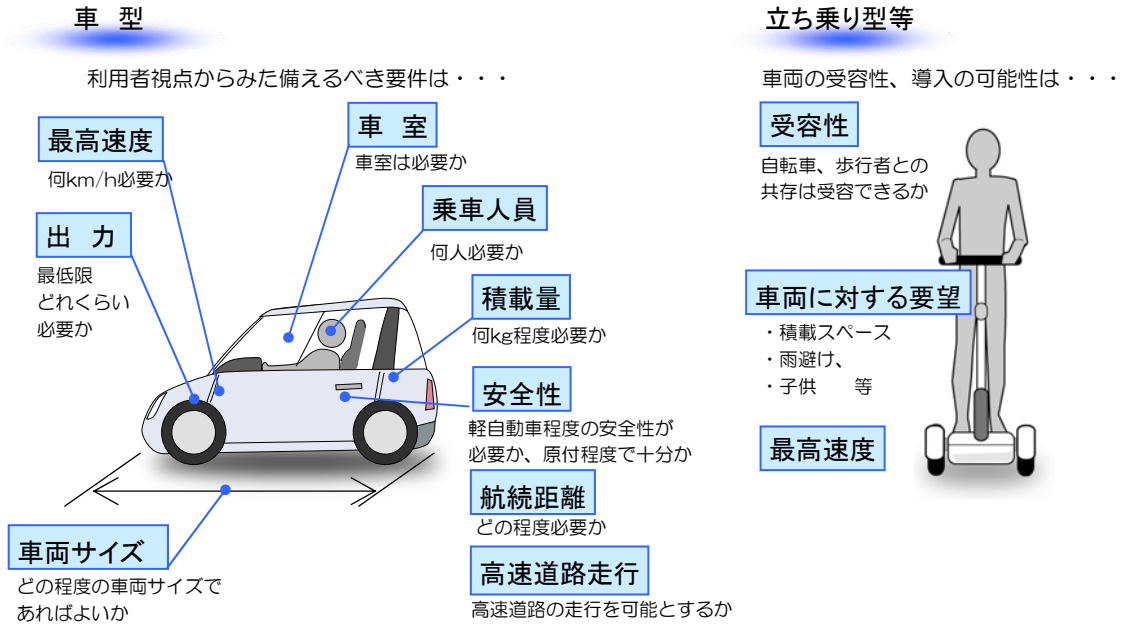 車 型
利用者視点からみた備えるべき要件は・・・
最高速度
何km/h必要か
出 力
最低限
どれくらい
必要か
車 室
車室は必要か
乗車人員
何人必要か
積載量
何kg程度必要か
安全性
軽自動車程度の安全性が
必要か、原付程度で十分か
航続距離
どの程度必要か
高速道路走行
高速道路の走行を可能とするか
車両サイズ
どの程度の車両サイズで
あればよいか
立ち乗り型等
車両の受容性、導入の可能性は・・・
受容性
自転車、歩行者との
共存は受容できるか
車両に対する要望
・積載スペース
・雨避け、
・子供 等
最高速度